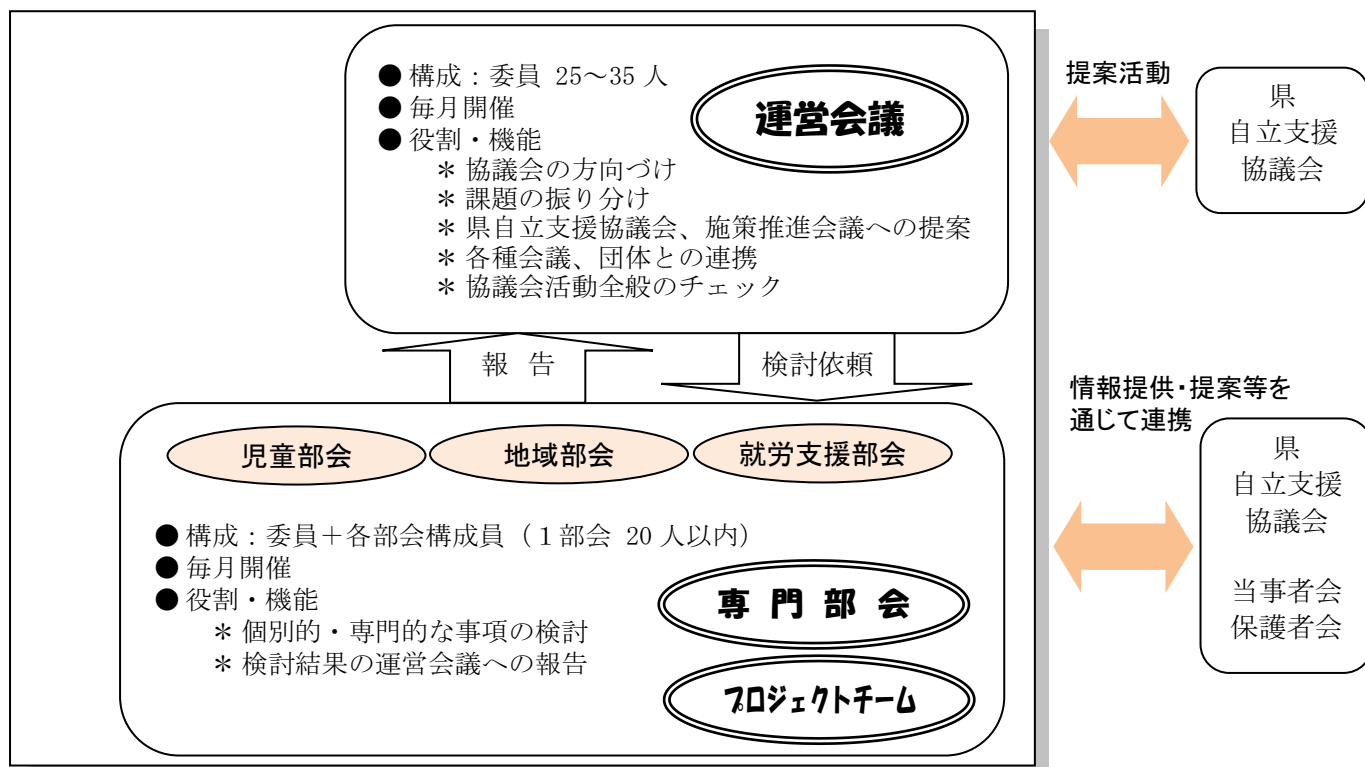 ● 構成：委員 25～35 人
● 毎月開催
● 役割・機能
＊ 協議会の方向づけ
＊ 課題の振り分け
＊ 県自立支援協議会、施策推進会議への提案
＊ 各種会議、団体との連携
＊ 協議会活動全般のチェック
運営会議
提案活動
県
自立支援
協議会
報 告
検討依頼
児童部会
地域部会
就労支援部会
● 構成：委員＋各部会構成員（１部会 20 人以内）
● 毎月開催
● 役割・機能
＊ 個別的・専門的な事項の検討
＊ 検討結果の運営会議への報告
専 門 部 会
プロジェクトチーム
情報提供・提案等を
通じて連携
県
自立支援
協議会
当事者会
保護者会